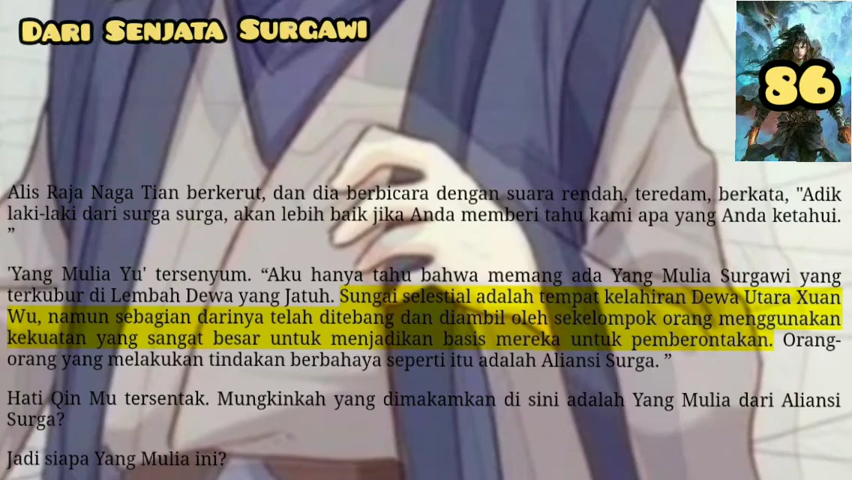 Dari Senjata Surgawi
86
Alis Raja Naga Tian berkerut, dan dia berbicara dengan suara rendah, teredam, berkata, "Adik
laki-laki dari surga surga, akan lebih baik jika Anda memberi tahu kami apa yang Anda ketahui.
”
'Yang Mulia Yu' tersenyum. “Aku hanya tahu bahwa memang ada Yang Mulia Surgawi yang
terkubur di Lembah Dewa yang Jatuh. Sungai selestial adalah tempat kelahiran Dewa Utara Xuan
Wu, namun sebagian darinya telah ditebang dan diambil oleh sekelompok orang menggunakan
kekuatan yang sangat besar untuk menjadikan basis mereka untuk pemberontakan. Orang-
orang yang melakukan tindakan berbahaya seperti itu adalah Aliansi Surga. ”
Hati Qin Mu tersentak. Mungkinkah yang dimakamkan di sini adalah Yang Mulia dari Aliansi
Surga?
Jadi siapa Yang Mulia ini?